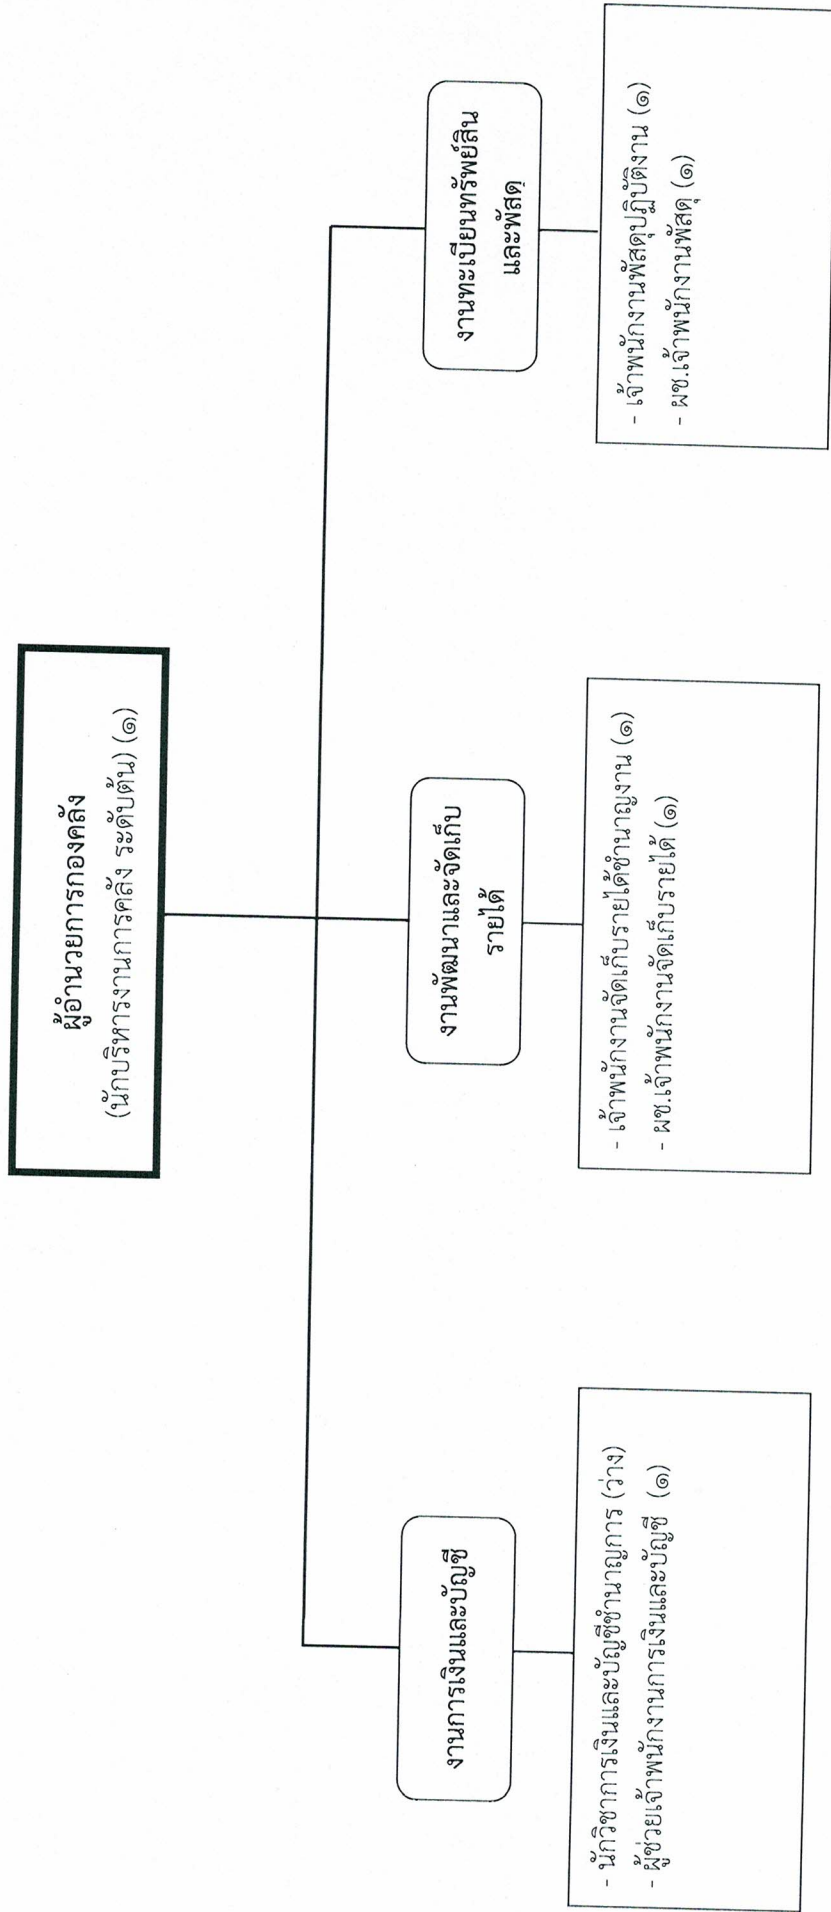 ผู้อำนวยการกองคลัง
(นักบริหารงานการคลัง ระดับต้น) (๑)
งานการเงินและบัญชี
- นักวิชาการเงินและบัญชีชำนาญการ (ว่าง)
- ผู้ช่วยเจ้าพนักงานการเงินและบัญชี (๑)
งานพัฒนาและจัดเก็บ
รายได้
- เจ้าพนักงานจัดเก็บรายได้ชำนาญงาน (๑)
- ผช.เจ้าพนักงานจัดเก็บรายได้ (๑)
งานทะเบียนทรัพย์สิน
และพัสดุ
- เจ้าพนักงานพัสดุปฏิบัติงาน (๑)
- ผช.เจ้าพนักงานพัสดุ (๑)